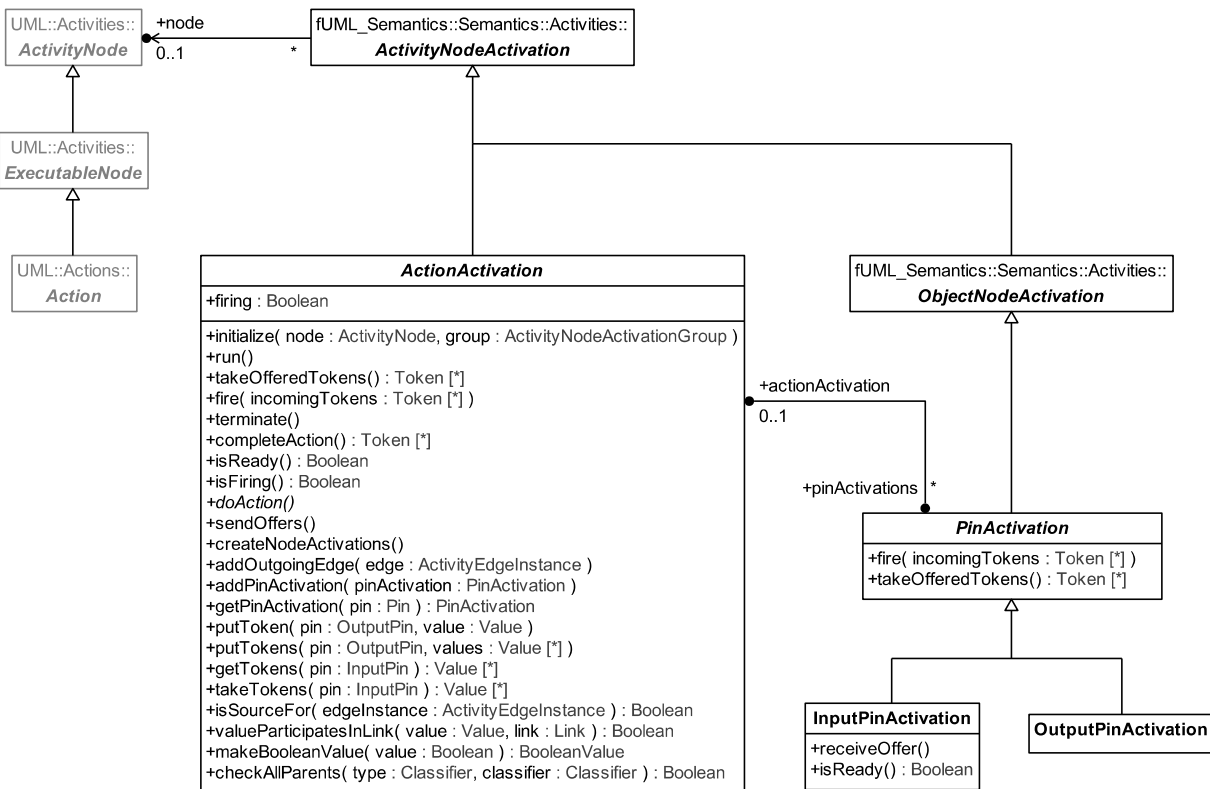 UML::Activities::
ActivityNode
+node
0..1
*
fUML_Semantics::Semantics::Activities::
ActivityNodeActivation
UML::Activities::
ExecutableNode
UML::Actions::
Action
ActionActivation
+firing : Boolean
+initialize( node : ActivityNode, group : ActivityNodeActivationGroup )
+run()
+takeOfferedTokens() : Token [*]
+fire( incomingTokens : Token [*] )
+terminate()
+completeAction() : Token [*]
+isReady() : Boolean
+isFiring() : Boolean
+doAction()
+sendOffers()
+createNodeActivations()
+addOutgoingEdge( edge : ActivityEdgeInstance )
+addPinActivation( pinActivation : PinActivation )
+getPinActivation( pin : Pin ) : PinActivation
+putToken( pin : OutputPin, value : Value )
+putTokens( pin : OutputPin, values : Value [*] )
+getTokens( pin : InputPin ) : Value [*]
+takeTokens( pin : InputPin ) : Value [*]
+isSourceFor( edgeInstance : ActivityEdgeInstance ) : Boolean
+valueParticipatesInLink( value : Value, link : Link ) : Boolean
+makeBooleanValue( value : Boolean ) : BooleanValue
+checkAllParents( type : Classifier, classifier : Classifier ) : Boolean
fUML_Semantics::Semantics::Activities::
ObjectNodeActivation
+actionActivation
0..1
+pinActivations
*
PinActivation
+fire( incomingTokens : Token [*] )
+takeOfferedTokens() : Token [*]
InputPinActivation
+receiveOffer()
+isReady() : Boolean
OutputPinActivation